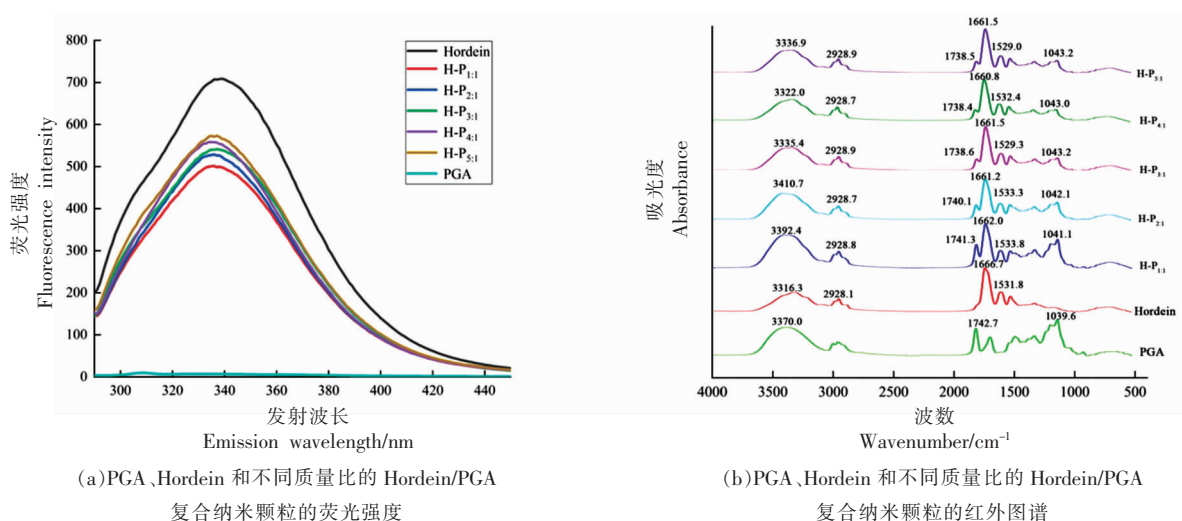 800
700
600
500
400
300
200
100
0
荧光强度
Fluorescence intensity
Hordein
H-P1:1
H-P2:1
H-P3:1
H-P4:1
H-P5:1
PGA
300 320 340 360 380 400 420 440
发射波长
Emission wavelength/nm
(a)PGA、Hordein 和不同质量比的 Hordein/PGA
复合纳米颗粒的荧光强度
吸光度
Absorbance
3336.9 2928.9 1738.5 1661.5 1529.0 1043.2 H-P5:1
3322.0 2928.7 1738.4 1660.8 1532.4 1043.0 H-P4:1
3335.4 2928.9 1738.6 1661.5 1529.3 1043.2 H-P3:1
3410.7 2928.7 1740.1 1661.2 1533.3 1042.1 H-P2:1
3392.4 2928.8 1741.3 1662.0 1533.8 1041.1 H-P1:1
3316.3 2928.1 1666.7 1531.8 Hordein
3370.0 1742.7 1039.6 PGA
4000 3500 3000 2500 2000 1500 1000 500
波数
Wavenumber/cm⁻¹
(b)PGA、Hordein 和不同质量比的 Hordein/PGA
复合纳米颗粒的红外图谱